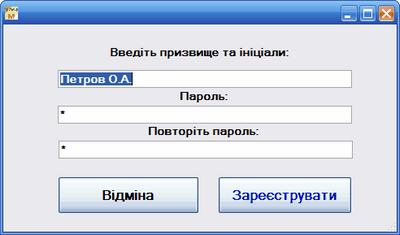 Введіть призвище та ініціали:
Петров О.А.
Пароль:
*
Повторіть пароль:
*
Відміна Зареєструвати